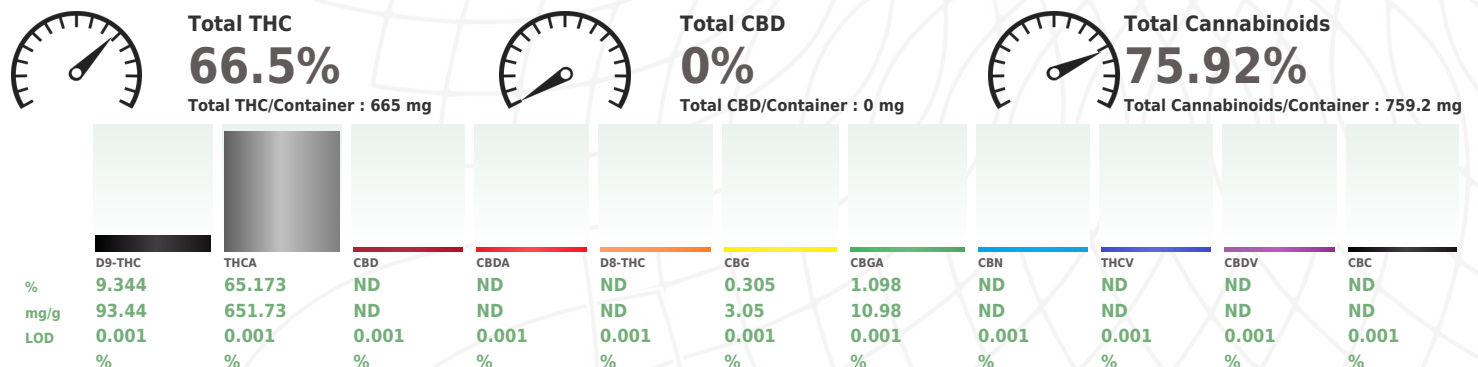 Total THC Total CBD Total Cannabinoids
66.5% 0% 75.92%
Total THC/Container : 665 mg Total CBD/Container : 0 mg Total Cannabinoids/Container : 759.2 mg
D9-THC THCA CBD CBDA D8-THC CBG CBGA CBN THCV CBDV CBC
% 9.344 65.173 ND ND ND 0.305 1.098 ND ND ND ND
mg/g 93.44 651.73 ND ND ND 3.05 10.98 ND ND ND ND
LOD 0.001 0.001 0.001 0.001 0.001 0.001 0.001 0.001 0.001 0.001 0.001
% % % % % % % % % % %